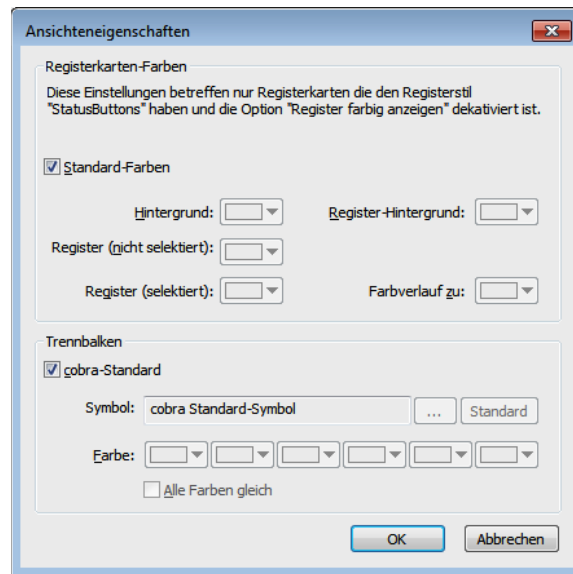 Ansichteneigenschaften
Registerkarten-Farben
Diese Einstellungen betreffen nur Registerkarten die den Registerstil
"StatusButtons" haben und die Option "Register farbig anzeigen" dekativiert ist.
Standard-Farben
Hintergrund: Register-Hintergrund:
Register (nicht selektiert):
Register (selektiert): Farbverlauf zu:
Trennbalken
cobra-Standard
Symbol: cobra Standard-Symbol ... Standard
Farbe:
Alle Farben gleich
OK Abbrechen